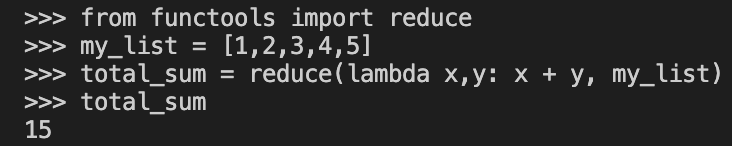 >>> from functools import reduce
>>> my_list = [1,2,3,4,5]
>>> total_sum = reduce(lambda x,y: x + y, my_list)
>>> total_sum
15